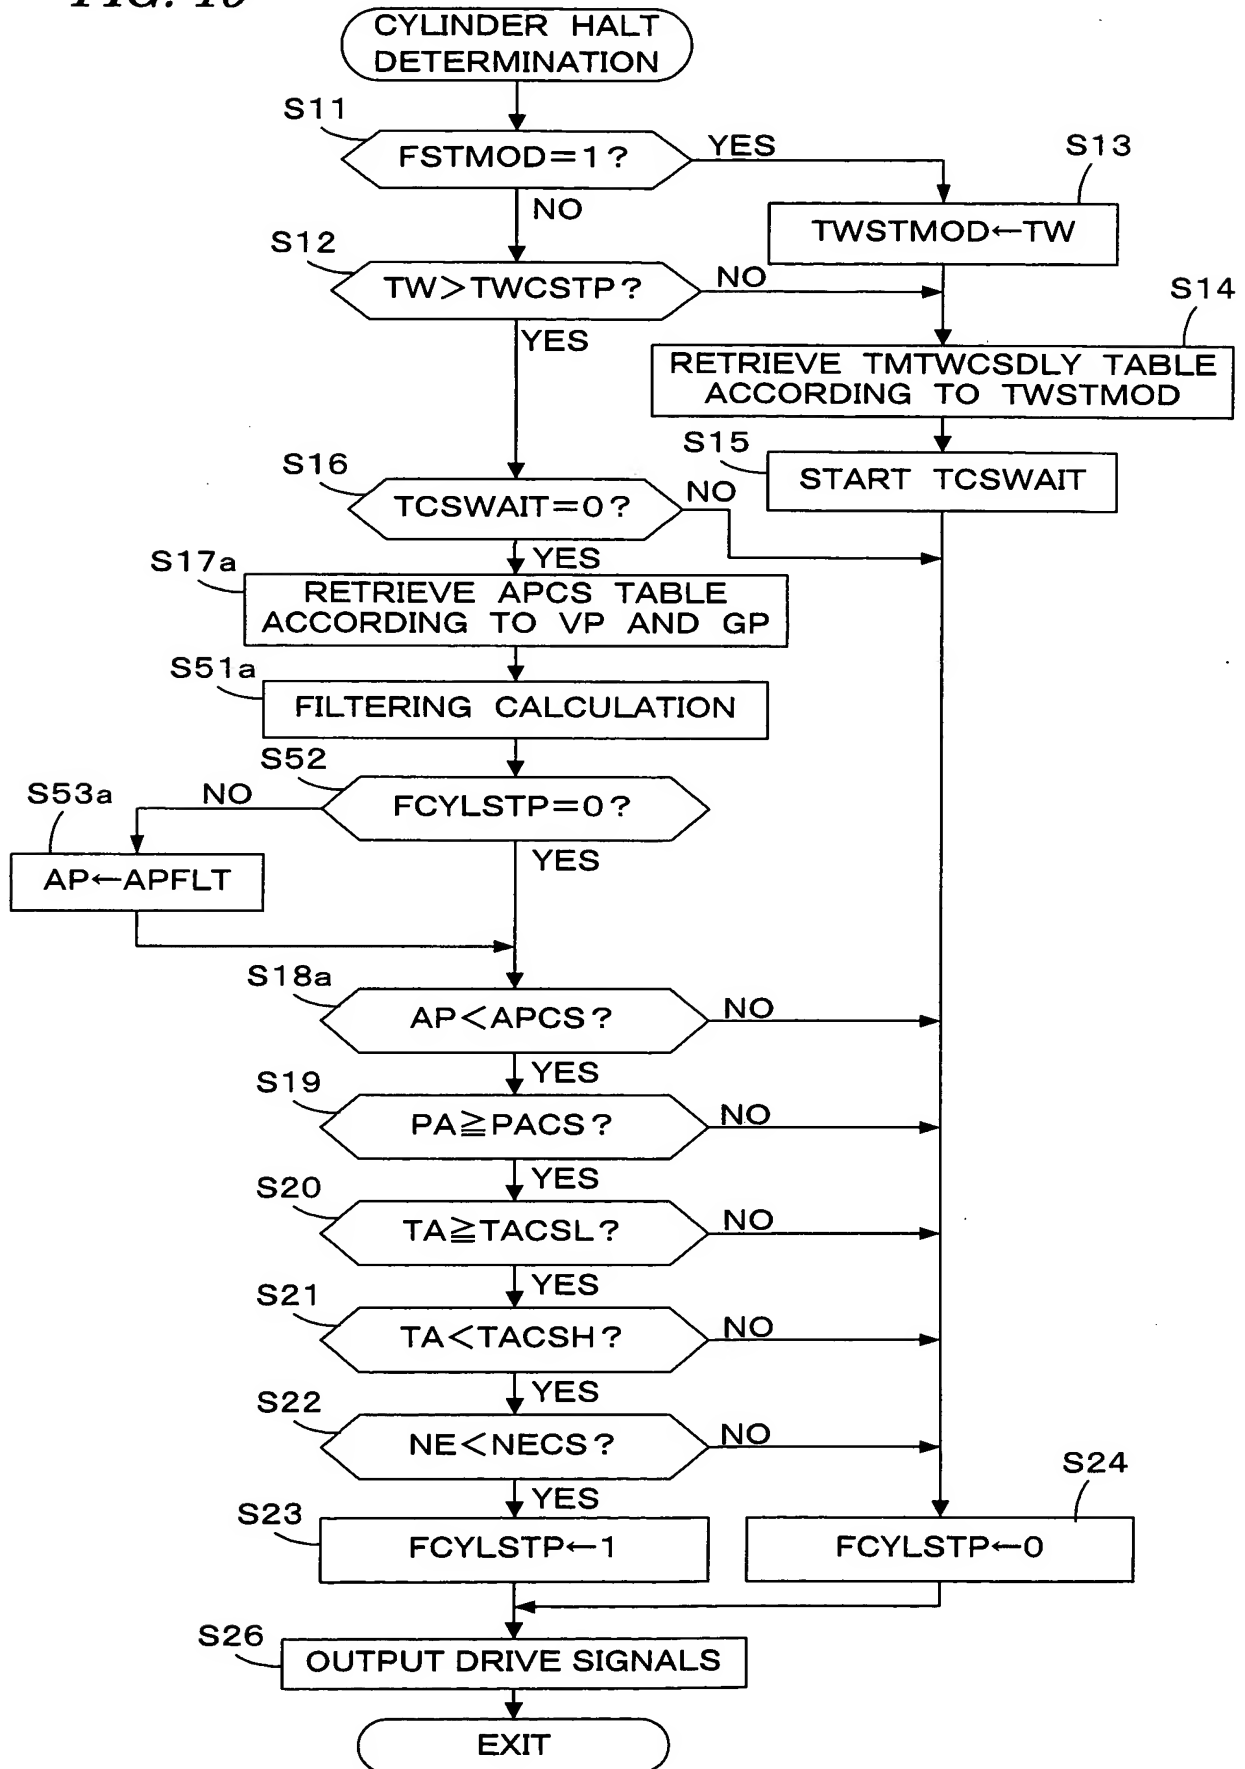 CYLINDER HALT
DETERMINATION
S11
FSTMOD=1?
YES
S13
NO
TWSTMOD←TW
S12
TW>TWCSTP?
NO
S14
YES
RETRIEVE TMTWCSDLY TABLE
ACCORDING TO TWSTMOD
S15
START TCSWAIT
S16
TCSWAIT=0?
NO
YES
S17a
RETRIEVE APCS TABLE
ACCORDING TO VP AND GP
S51a
FILTERING CALCULATION
S52
FCYLSTP=0?
NO
S53a
YES
AP←APFLT
S18a
AP<APCS?
NO
YES
S19
PA≧PACS?
NO
YES
S20
TA≧TACSL?
NO
YES
S21
TA<TACSH?
NO
YES
S22
NE<NECS?
NO
YES
S23
FCYLSTP←1
S24
FCYLSTP←0
S26
OUTPUT DRIVE SIGNALS
EXIT